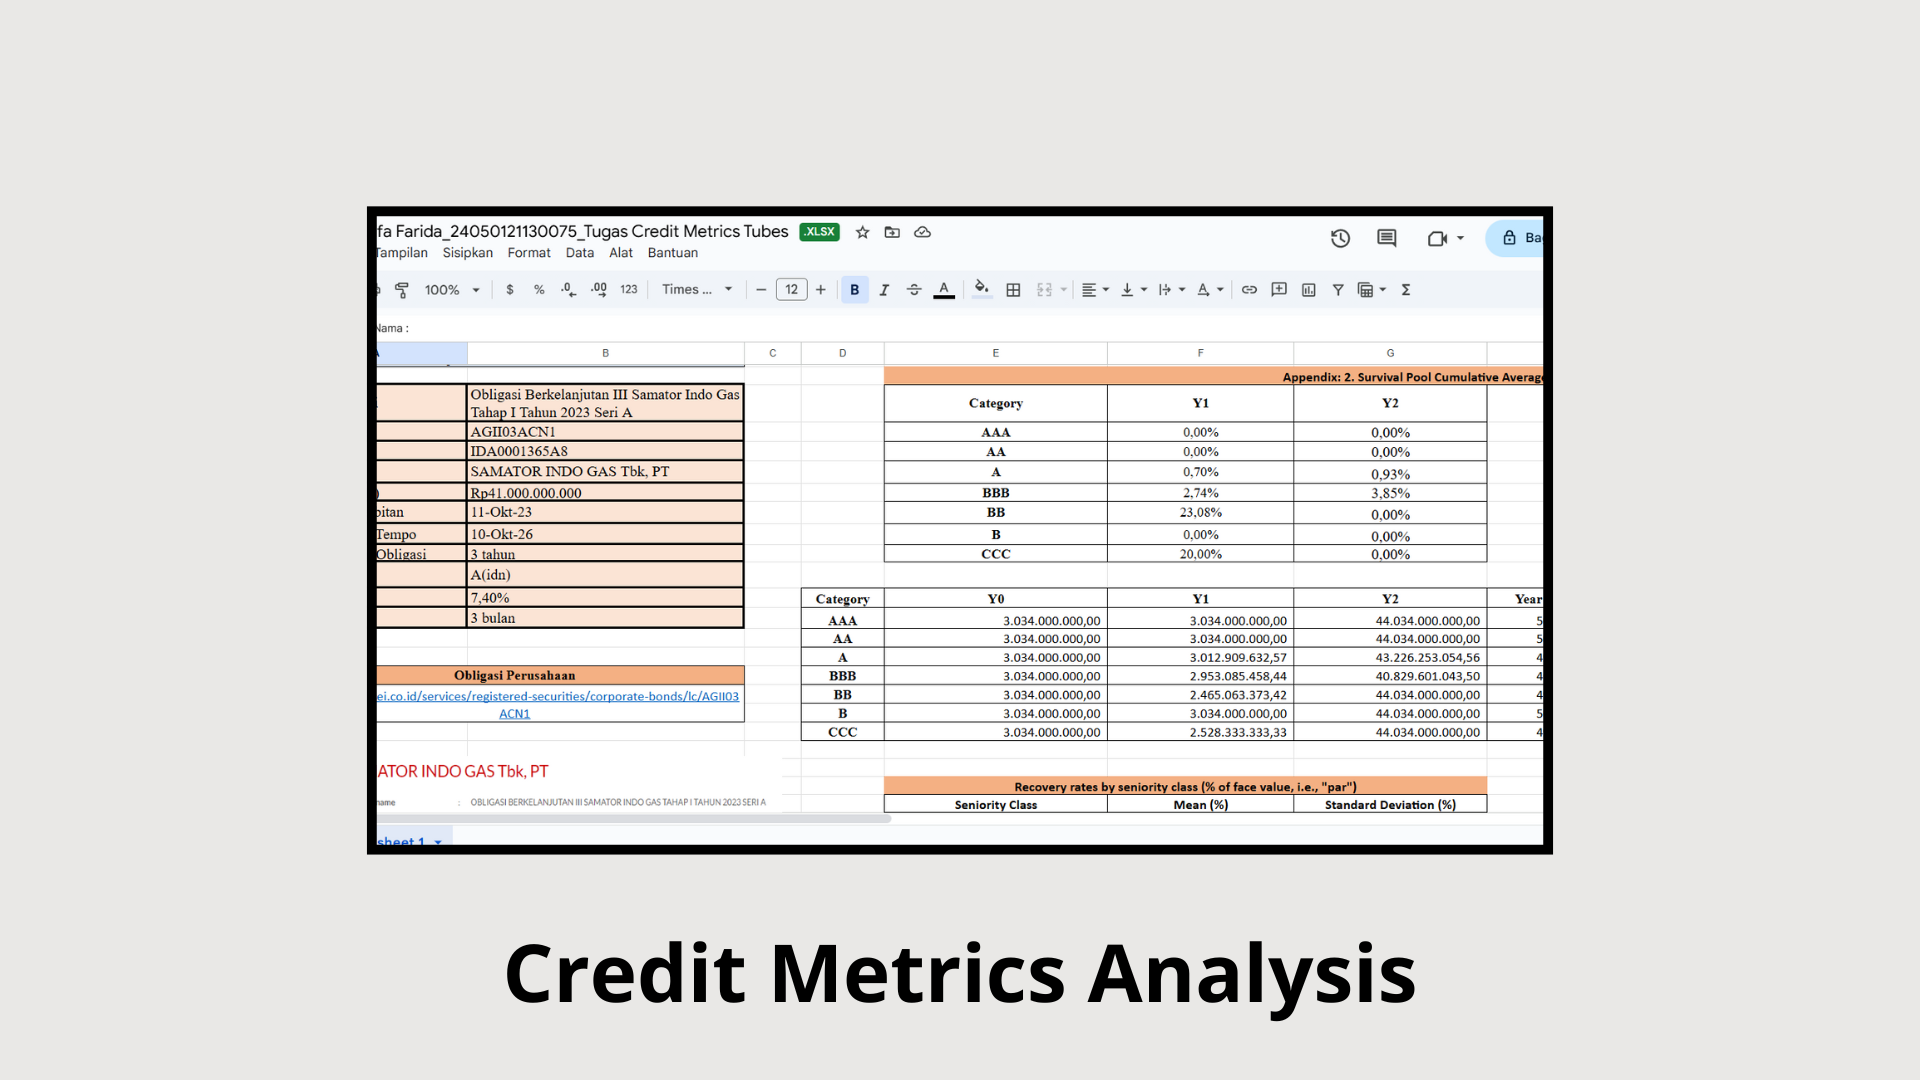 fa Farida_24050121130075_Tugas Credit Metrics Tubes .XLSX
Tampilan Sisipkan Format Data Alat Bantuan
100% $ % .0 .00 123 Times ... 12 B I A Σ
Nama :
A B C D E F G
Obligasi Berkelanjutan III Samator Indo Gas
Tahap I Tahun 2023 Seri A
AGII03ACN1
IDA0001365A8
SAMATOR INDO GAS Tbk, PT
) Rp41.000.000.000
bitan 11-Okt-23
Tempo 10-Okt-26
Obligasi 3 tahun
A(idn)
7,40%
3 bulan
Obligasi Perusahaan
ei.co.id/services/registered-securities/corporate-bonds/lc/AGII03
ACN1
ATOR INDO GAS Tbk, PT
name : OBLIGASI BERKELANJUTAN III SAMATOR INDO GAS TAHAP I TAHUN 2023 SERI A
Appendix: 2. Survival Pool Cumulative Average
Category Y1 Y2
AAA 0,00% 0,00%
AA 0,00% 0,00%
A 0,70% 0,93%
BBB 2,74% 3,85%
BB 23,08% 0,00%
B 0,00% 0,00%
CCC 20,00% 0,00%
Category Y0 Y1 Y2 Year
AAA 3.034.000.000,00 3.034.000.000,00 44.034.000.000,00 5
AA 3.034.000.000,00 3.034.000.000,00 44.034.000.000,00 5
A 3.034.000.000,00 3.012.909.632,57 43.226.253.054,56 4
BBB 3.034.000.000,00 2.953.085.458,44 40.829.601.043,50 4
BB 3.034.000.000,00 2.465.063.373,42 44.034.000.000,00 4
B 3.034.000.000,00 3.034.000.000,00 44.034.000.000,00 5
CCC 3.034.000.000,00 2.528.333.333,33 44.034.000.000,00 4
Recovery rates by seniority class (% of face value, i.e., "par")
Seniority Class Mean (%) Standard Deviation (%)
sheet 1
Credit Metrics Analysis